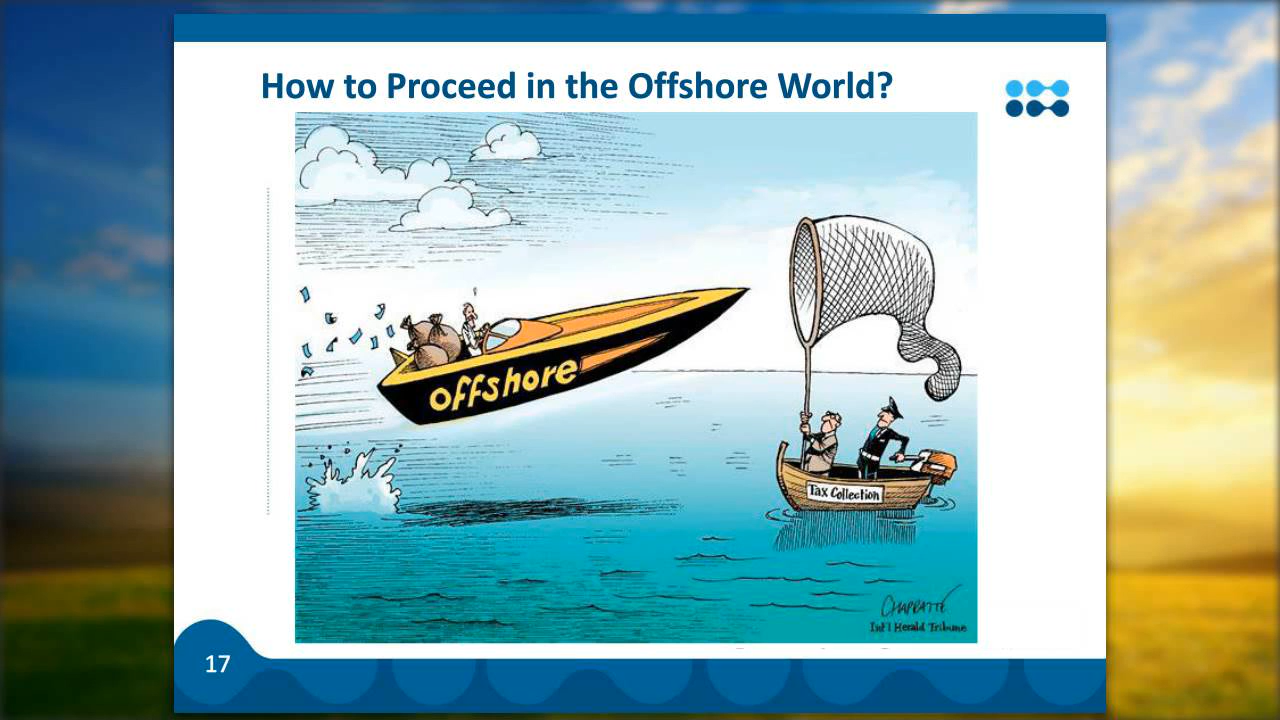 How to Proceed in the Offshore World?
offshore
Tax Collection
CHAPPATTE
Int'l Herald Tribune
17